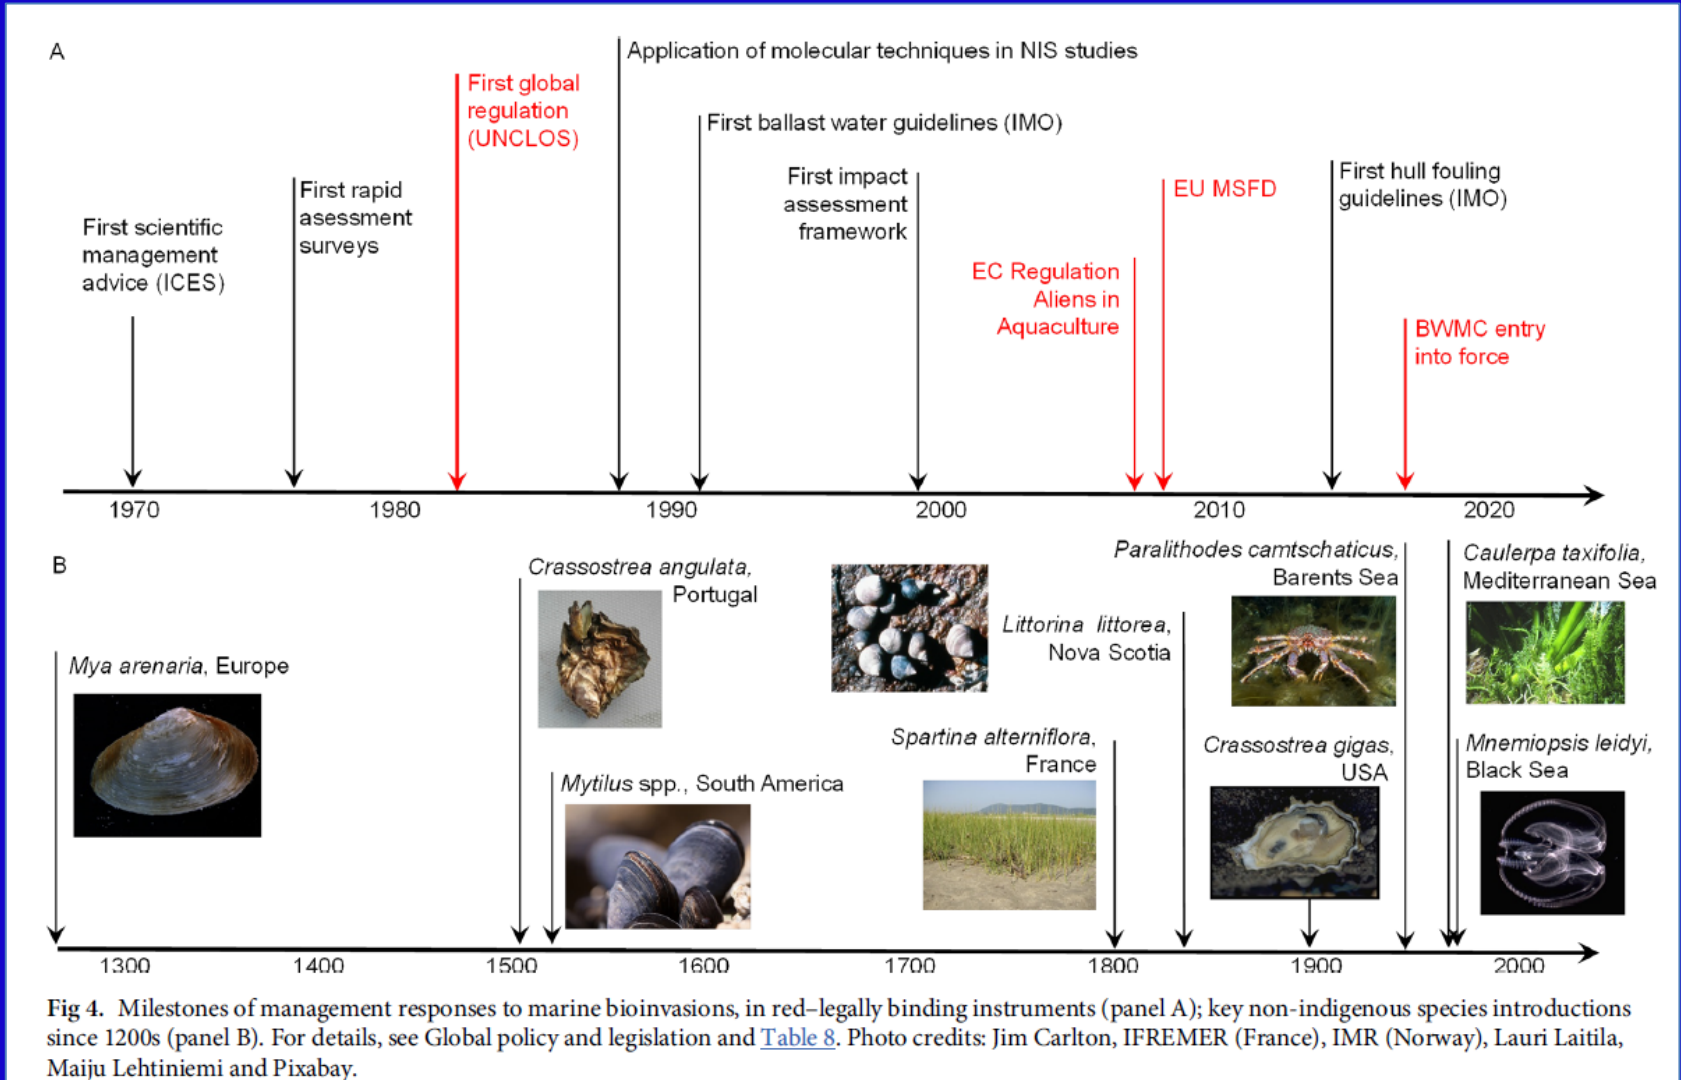 A
Application of molecular techniques in NIS studies
First global
regulation
(UNCLOS)
First ballast water guidelines (IMO)
First rapid
asessment
surveys
First scientific
management
advice (ICES)
First impact
assessment
framework
First hull fouling
guidelines (IMO)
EU MSFD
EC Regulation
Aliens in
Aquaculture
BWMC entry
into force
1970 1980 1990 2000 2010 2020
B
Mya arenaria, Europe
Crassostrea angulata,
Portugal
Mytilus spp., South America
Littorina littorea,
Nova Scotia
Spartina alterniflora,
France
Paralithodes camtschaticus,
Barents Sea
Crassostrea gigas,
USA
Caulerpa taxifolia,
Mediterranean Sea
Mnemiopsis leidyi,
Black Sea
1300 1400 1500 1600 1700 1800 1900 2000
Fig 4. Milestones of management responses to marine bioinvasions, in red–legally binding instruments (panel A); key non-indigenous species introductions
since 1200s (panel B). For details, see Global policy and legislation and Table 8. Photo credits: Jim Carlton, IFREMER (France), IMR (Norway), Lauri Laitila,
Maiju Lehtiniemi and Pixabay.